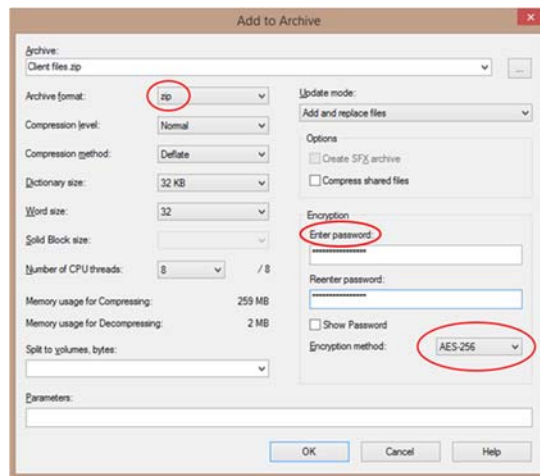 Add to Archive
Archive:
Client files.zip
...
Archive format: zip
Compression level: Normal
Compression method: Deflate
Dictionary size: 32 KB
Word size: 32
Solid Block size:
Number of CPU threads: 8 / 8
Memory usage for Compressing: 259 MB
Memory usage for Decompressing: 2 MB
Split to volumes, bytes:
Update mode:
Add and replace files
Options
Create SFX archive
Compress shared files
Encryption
Enter password:
****************
Reenter password:
****************
Show Password
Encryption method: AES-256
Parameters:
OK Cancel Help